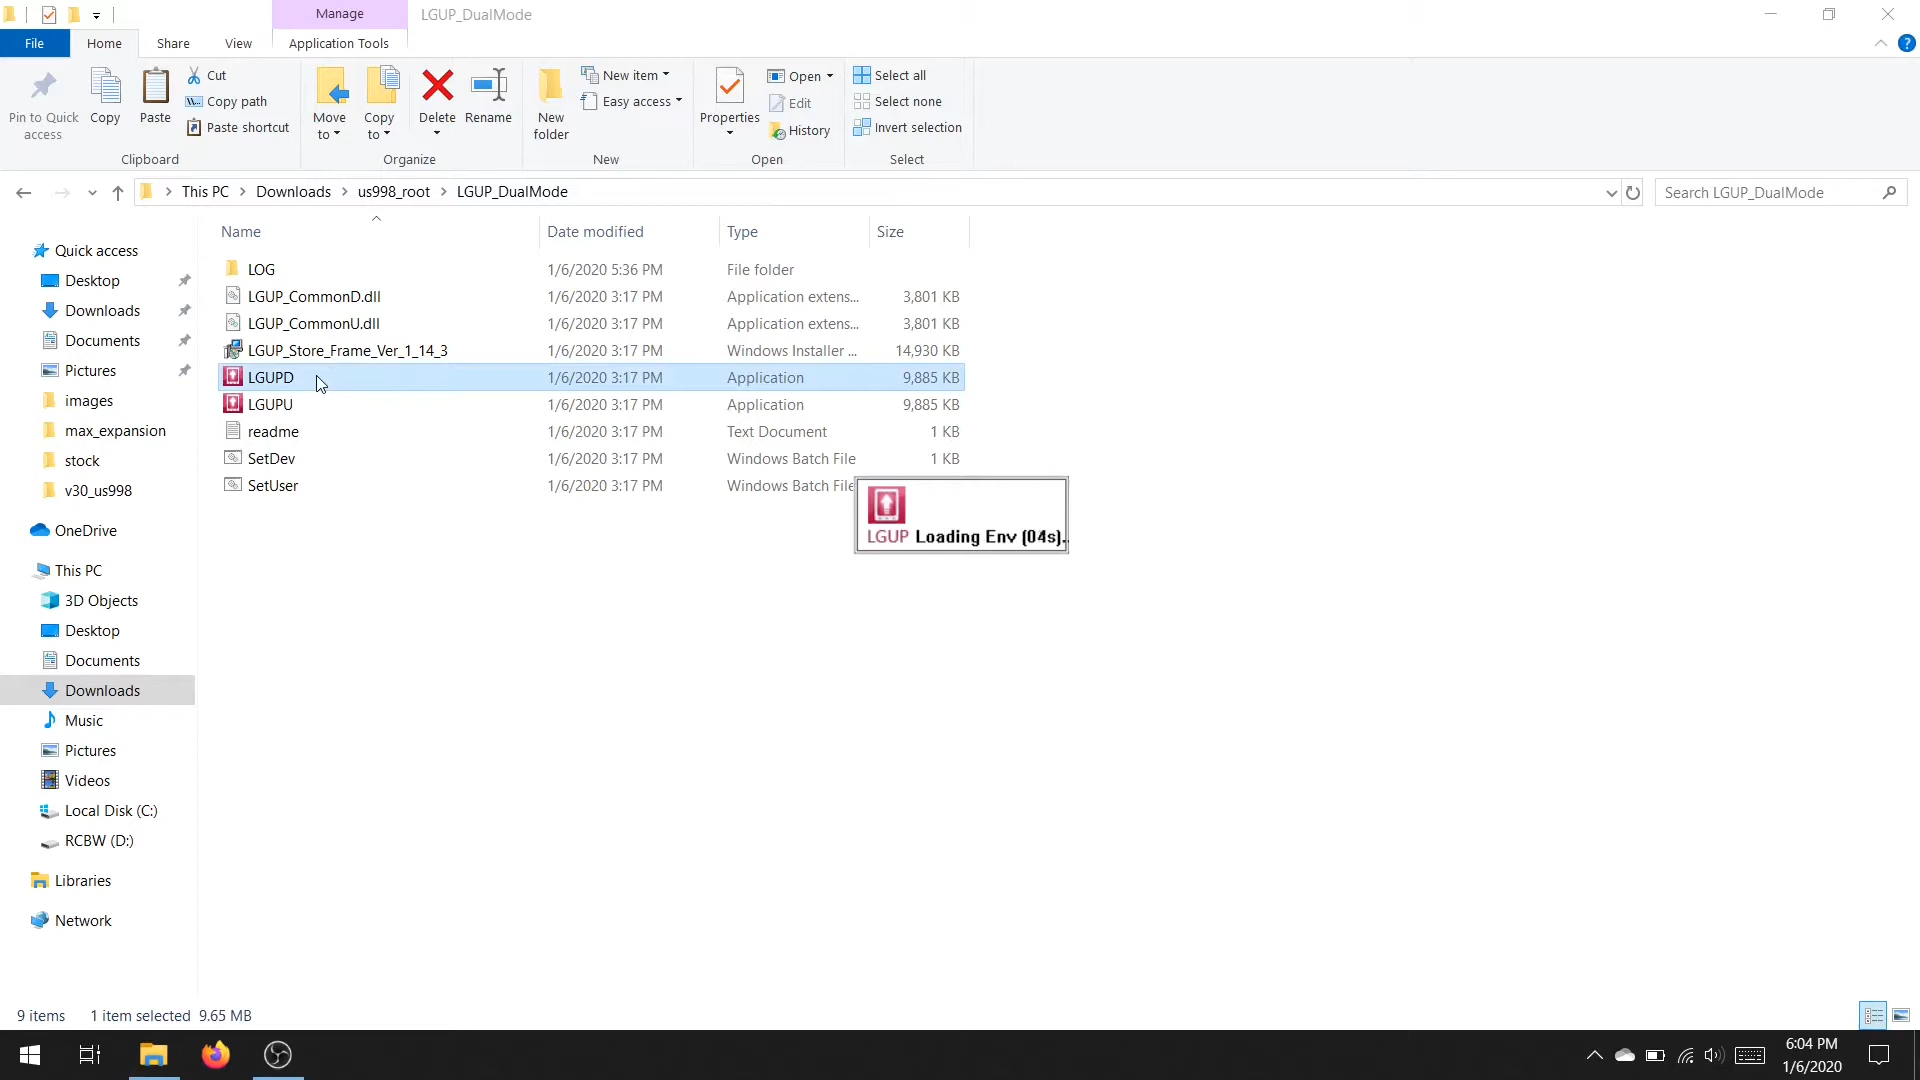 Manage
LGUP_DualMode
File
Home
Share
View
Application Tools
Pin to Quick access
Copy
Paste
Cut
Copy path
Paste shortcut
Clipboard
Move to
Copy to
Delete
Rename
Organize
New folder
New item
Easy access
New
Properties
Open
Edit
History
Open
Select all
Select none
Invert selection
Select
This PC > Downloads > us998_root > LGUP_DualMode
Search LGUP_DualMode
Name Date modified Type Size
LOG 1/6/2020 5:36 PM File folder
LGUP_CommonD.dll 1/6/2020 3:17 PM Application extens... 3,801 KB
LGUP_CommonU.dll 1/6/2020 3:17 PM Application extens... 3,801 KB
LGUP_Store_Frame_Ver_1_14_3 1/6/2020 3:17 PM Windows Installer ... 14,930 KB
LGUPD 1/6/2020 3:17 PM Application 9,885 KB
LGUPU 1/6/2020 3:17 PM Application 9,885 KB
readme 1/6/2020 3:17 PM Text Document 1 KB
SetDev 1/6/2020 3:17 PM Windows Batch File 1 KB
SetUser 1/6/2020 3:17 PM Windows Batch File
LGUP Loading Env (04s)..
Quick access
Desktop
Downloads
Documents
Pictures
images
max_expansion
stock
v30_us998
OneDrive
This PC
3D Objects
Desktop
Documents
Downloads
Music
Pictures
Videos
Local Disk (C:)
RCBW (D:)
Libraries
Network
9 items 1 item selected 9.65 MB
6:04 PM
1/6/2020